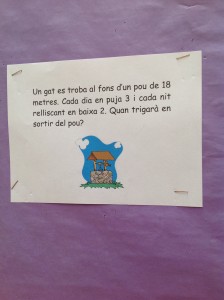 Un gat es troba al fons d'un pou de 18
metres. Cada dia en puja 3 i cada nit
relliscant en baixa 2. Quan trigarà en
sortir del pou?